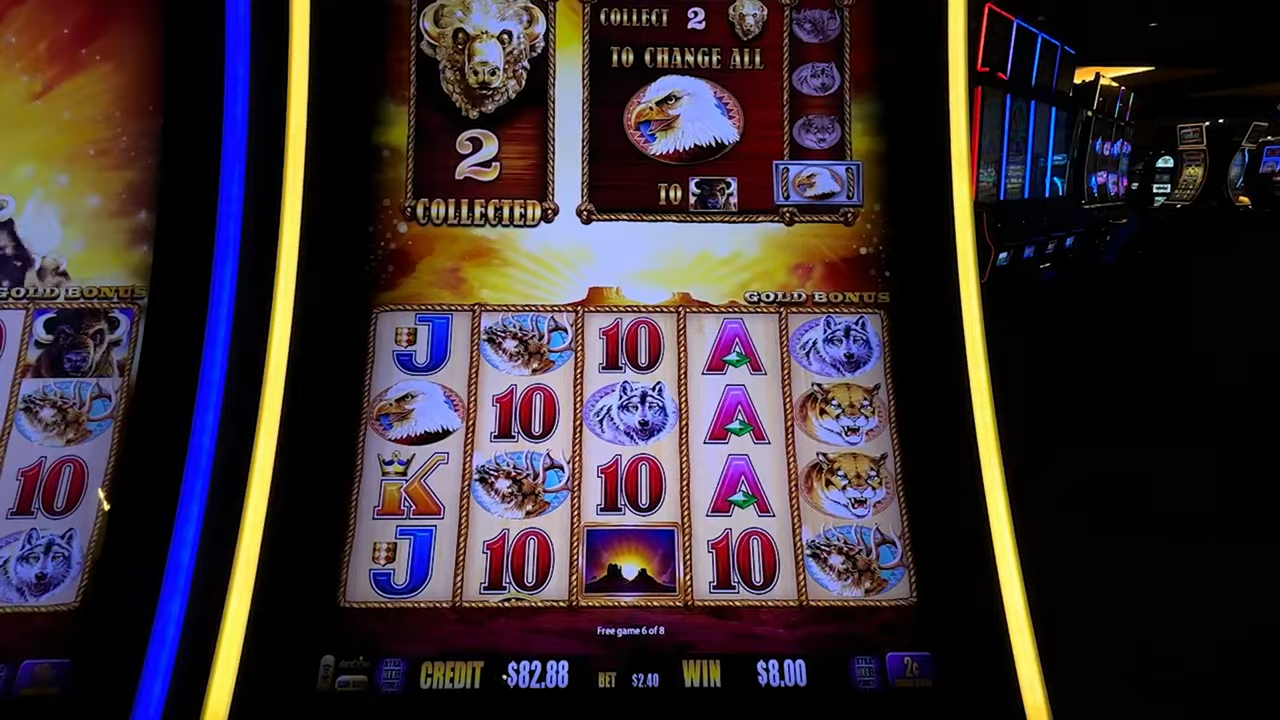 COLLECT 2
TO CHANGE ALL
2
TO
COLLECTED
GOLD BONUS
GOLD BONUS
J 10 A
10 A
K 10 A
10
J 10 10
Free game 6 of 8
CREDIT $82.88 BET $2.40 WIN $8.00 2¢